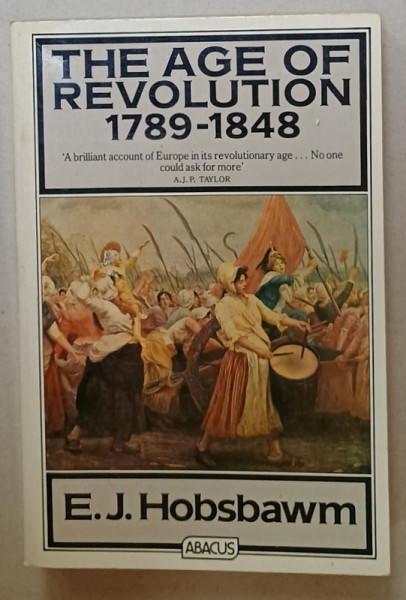 THE AGE OF
REVOLUTION
1789-1848
‘A brilliant account of Europe in its revolutionary age . . . No one
could ask for more’
A.J.P. TAYLOR
E.J. Hobsbawm
ABACUS